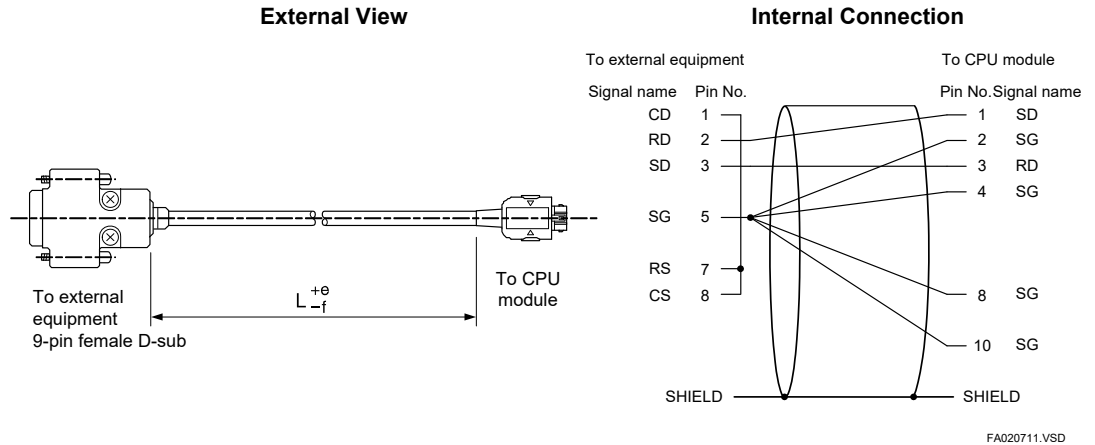 External View
Internal Connection
To external equipment
To CPU module
Signal name Pin No.
Pin No.Signal name
CD 1
1 SD
RD 2
2 SG
SD 3
3 RD
4 SG
SG 5
RS 7
CS 8
8 SG
10 SG
SHIELD
SHIELD
To external
equipment
9-pin female D-sub
L +e -f
To CPU
module
FA020711.VSD